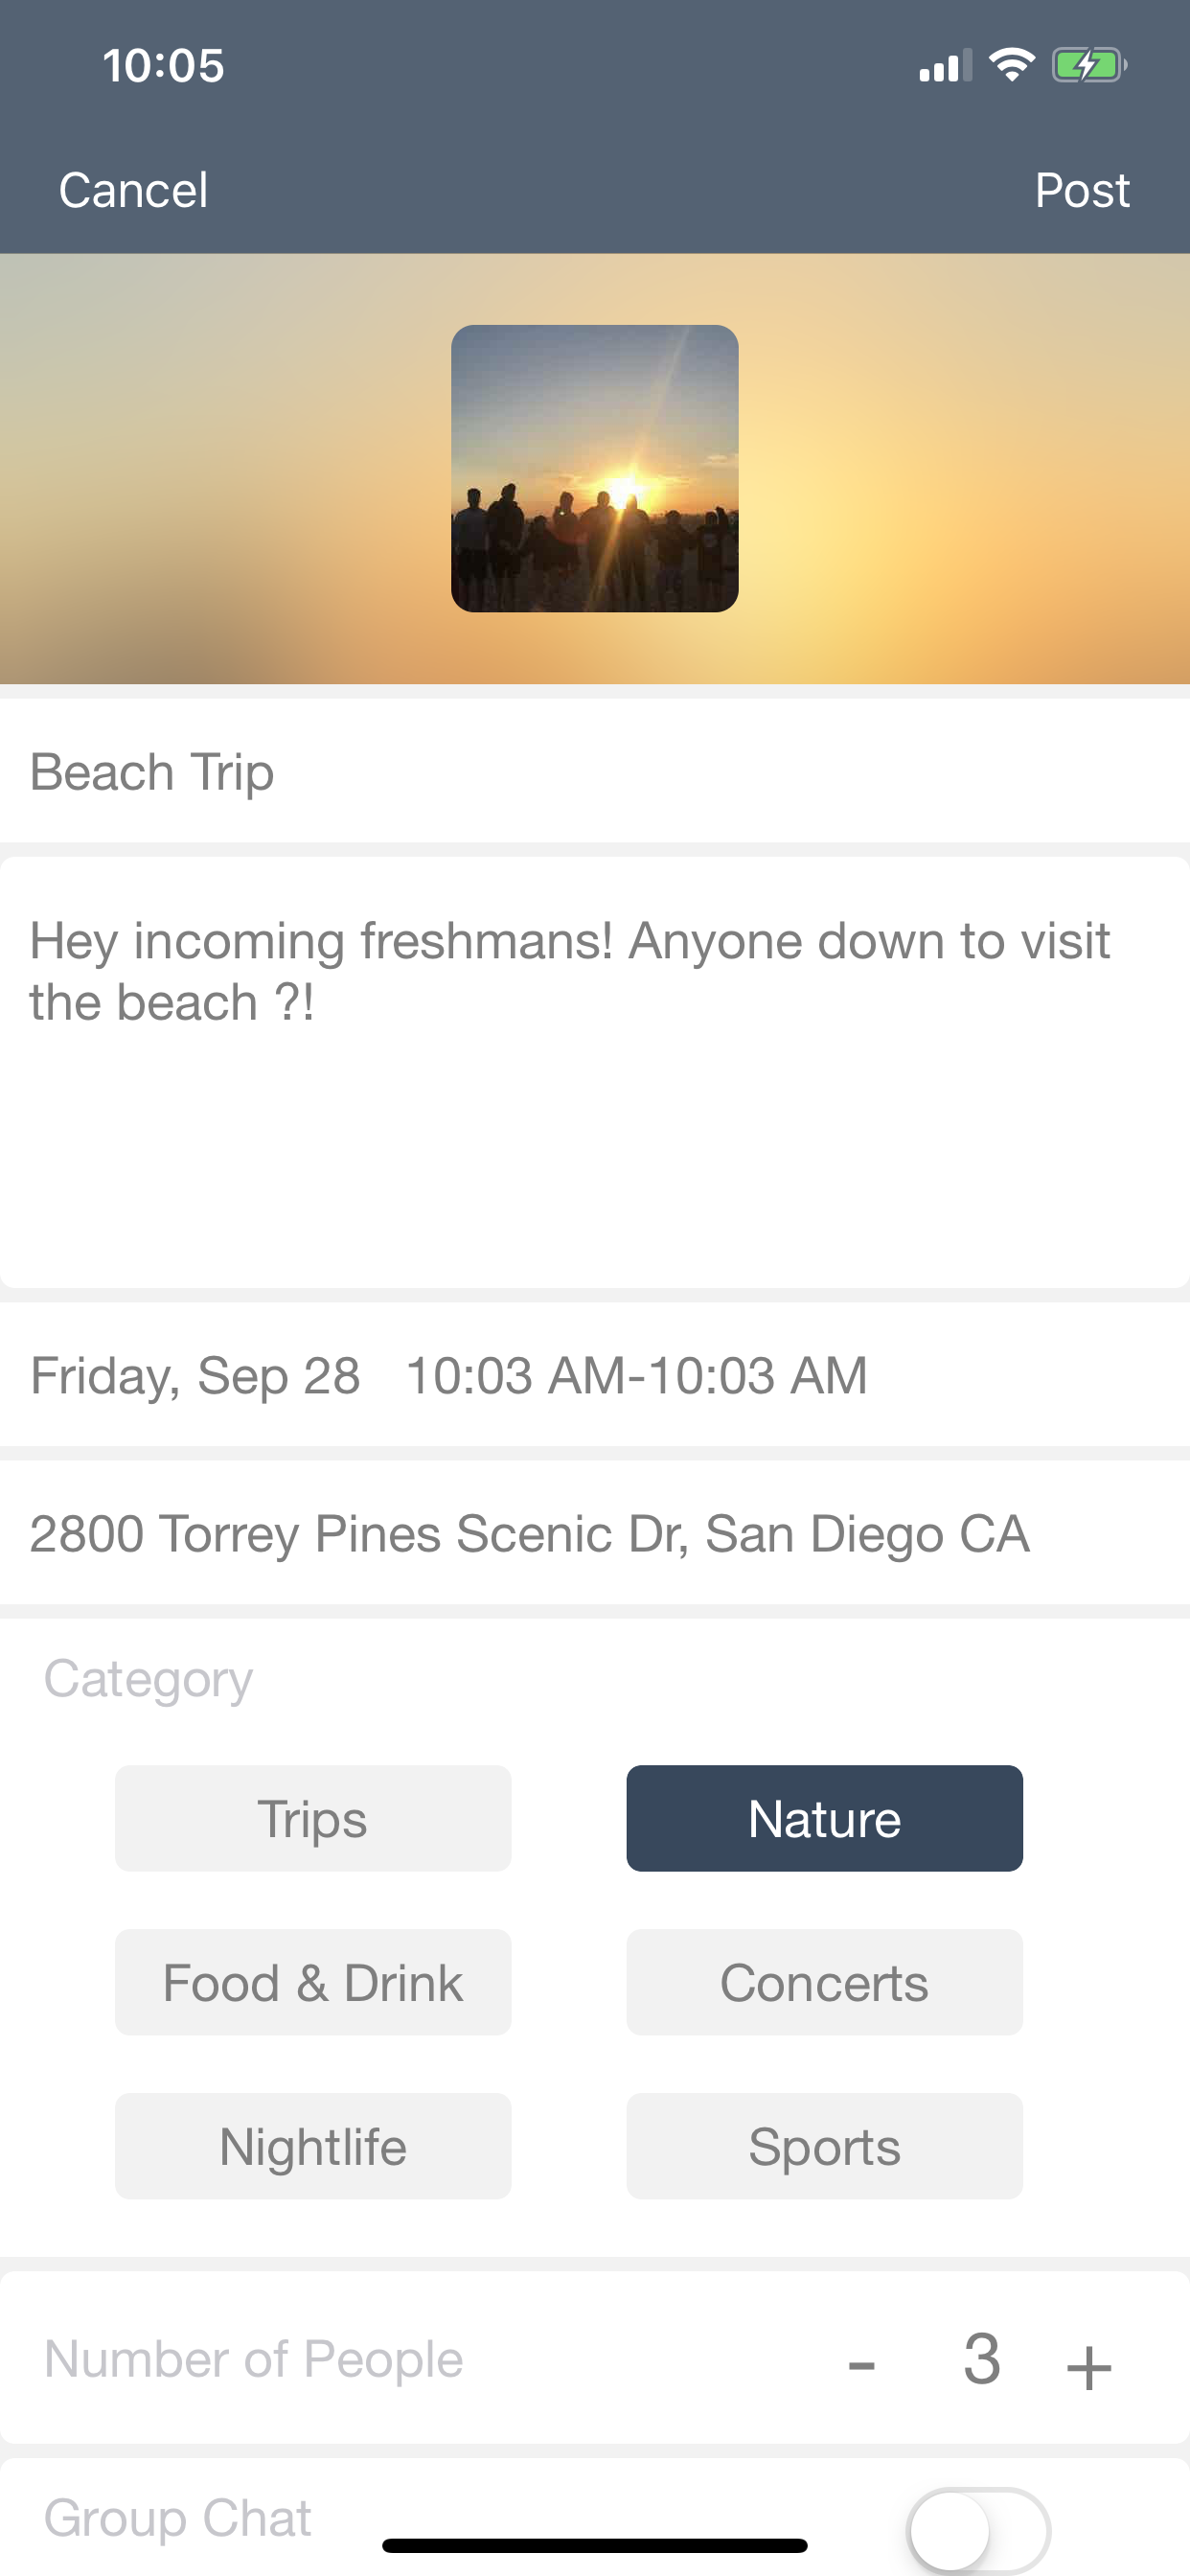 10:05
Cancel
Post
Beach Trip
Hey incoming freshmans! Anyone down to visit
the beach ?!
Friday, Sep 28 10:03 AM-10:03 AM
2800 Torrey Pines Scenic Dr, San Diego CA
Category
Trips
Nature
Food & Drink
Concerts
Nightlife
Sports
Number of People
- 3 +
Group Chat